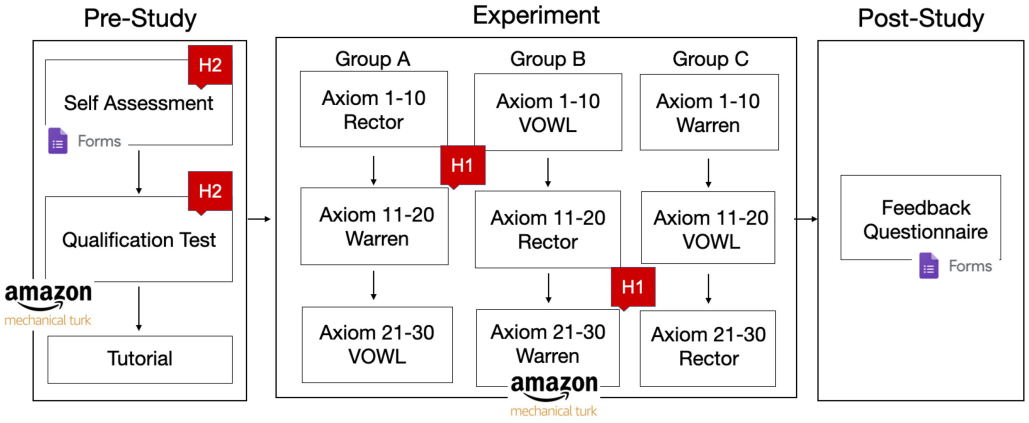 Pre-Study
H2
Self Assessment
Forms
H2
Qualification Test
amazon
mechanical turk
Tutorial
Experiment
Group A
Axiom 1-10
Rector
Axiom 11-20
Warren
Axiom 21-30
VOWL
H1
Group B
Axiom 1-10
VOWL
Axiom 11-20
Rector
Axiom 21-30
Warren
amazon
mechanical turk
H1
Group C
Axiom 1-10
Warren
Axiom 11-20
VOWL
Axiom 21-30
Rector
Post-Study
Feedback
Questionnaire
Forms